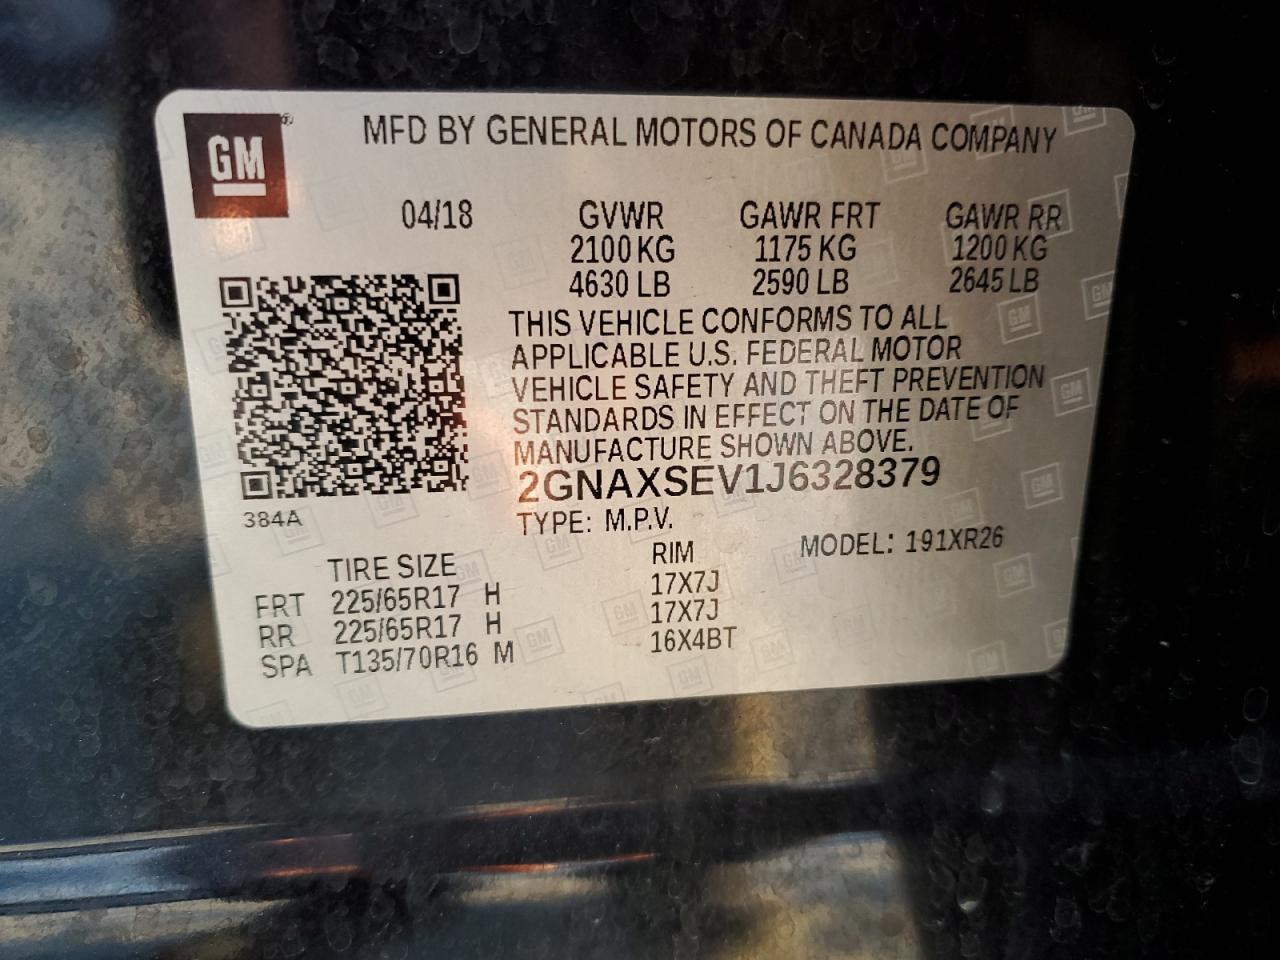 GM®
MFD BY GENERAL MOTORS OF CANADA COMPANY
04/18 GVWR GAWR FRT GAWR RR
2100 KG 1175 KG 1200 KG
4630 LB 2590 LB 2645 LB
THIS VEHICLE CONFORMS TO ALL
APPLICABLE U.S. FEDERAL MOTOR
VEHICLE SAFETY AND THEFT PREVENTION
STANDARDS IN EFFECT ON THE DATE OF
MANUFACTURE SHOWN ABOVE.
2GNAXSEV1J6328379
384A
TYPE: M.P.V. MODEL: 191XR26
TIRE SIZE RIM
FRT 225/65R17 H 17X7J
RR 225/65R17 H 17X7J
SPA T135/70R16 M 16X4BT